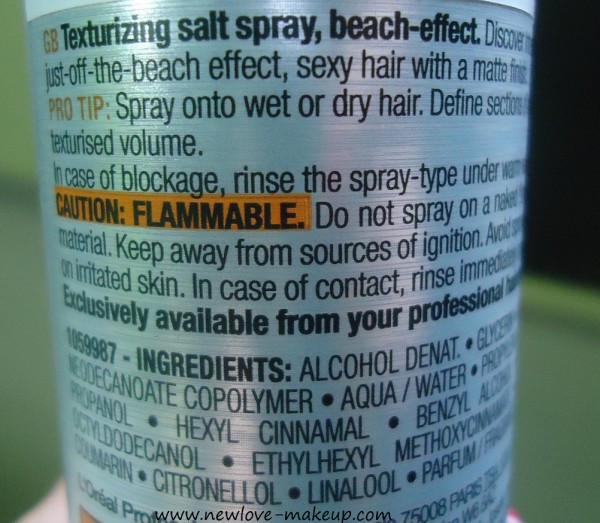 GB Texturizing salt spray, beach-effect. Discover
just-off-the-beach effect, sexy hair with a matte finish.
PRO TIP: Spray onto wet or dry hair. Define sections
texturised volume.
In case of blockage, rinse the spray-type under warm
CAUTION: FLAMMABLE. Do not spray on a naked
material. Keep away from sources of ignition. Avoid
on irritated skin. In case of contact, rinse immediately
Exclusively available from your professional
1059987 - INGREDIENTS: ALCOHOL DENAT. • GLYCERIN
NEODECANOATE COPOLYMER • AQUA / WATER •
PROPANOL • HEXYL CINNAMAL • BENZYL ALCOHOL
OCTYLDODECANOL • ETHYLHEXYL METHOXYCINNAMATE
COUMARIN • CITRONELLOL • LINALOOL • PARFUM /
L'Oréal
75008 PARIS
www.newlove-makeup.com